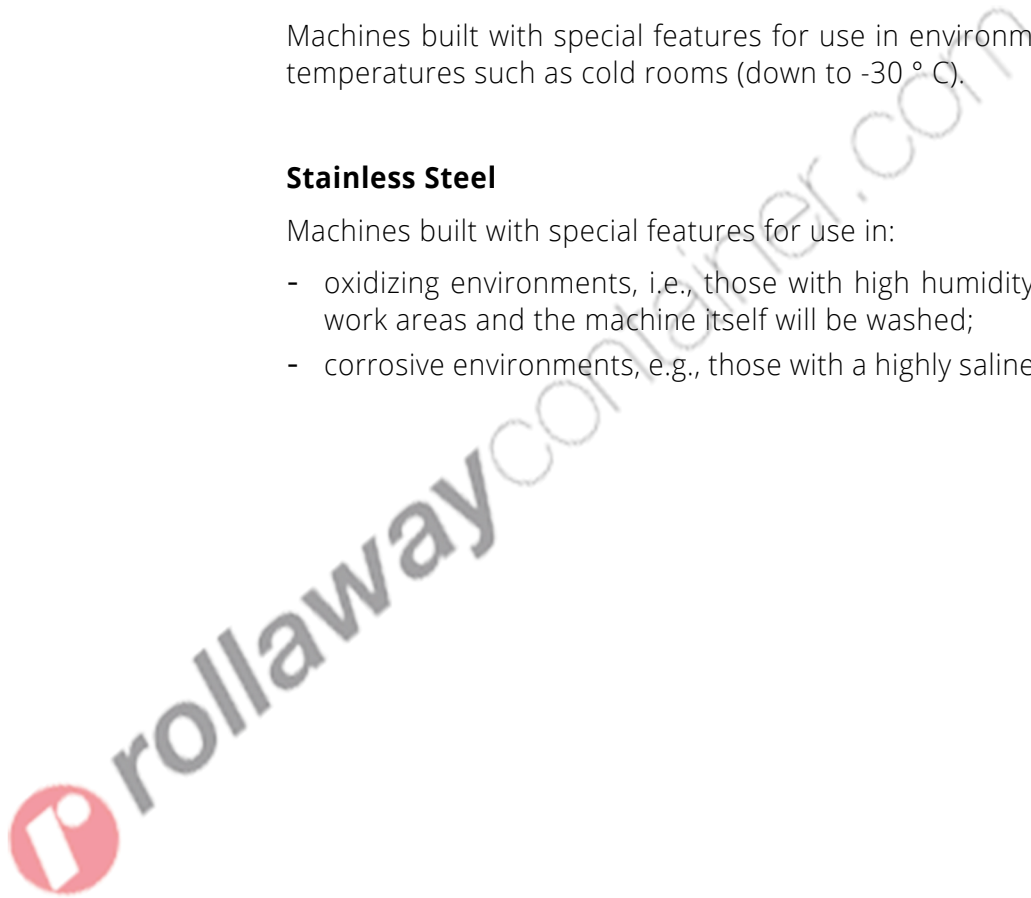 Machines built with special features for use in environm
temperatures such as cold rooms (down to -30 ° C).
Stainless Steel
Machines built with special features for use in:
- oxidizing environments, i.e., those with high humidity
work areas and the machine itself will be washed;
- corrosive environments, e.g., those with a highly saline
rollawaycontainer.com